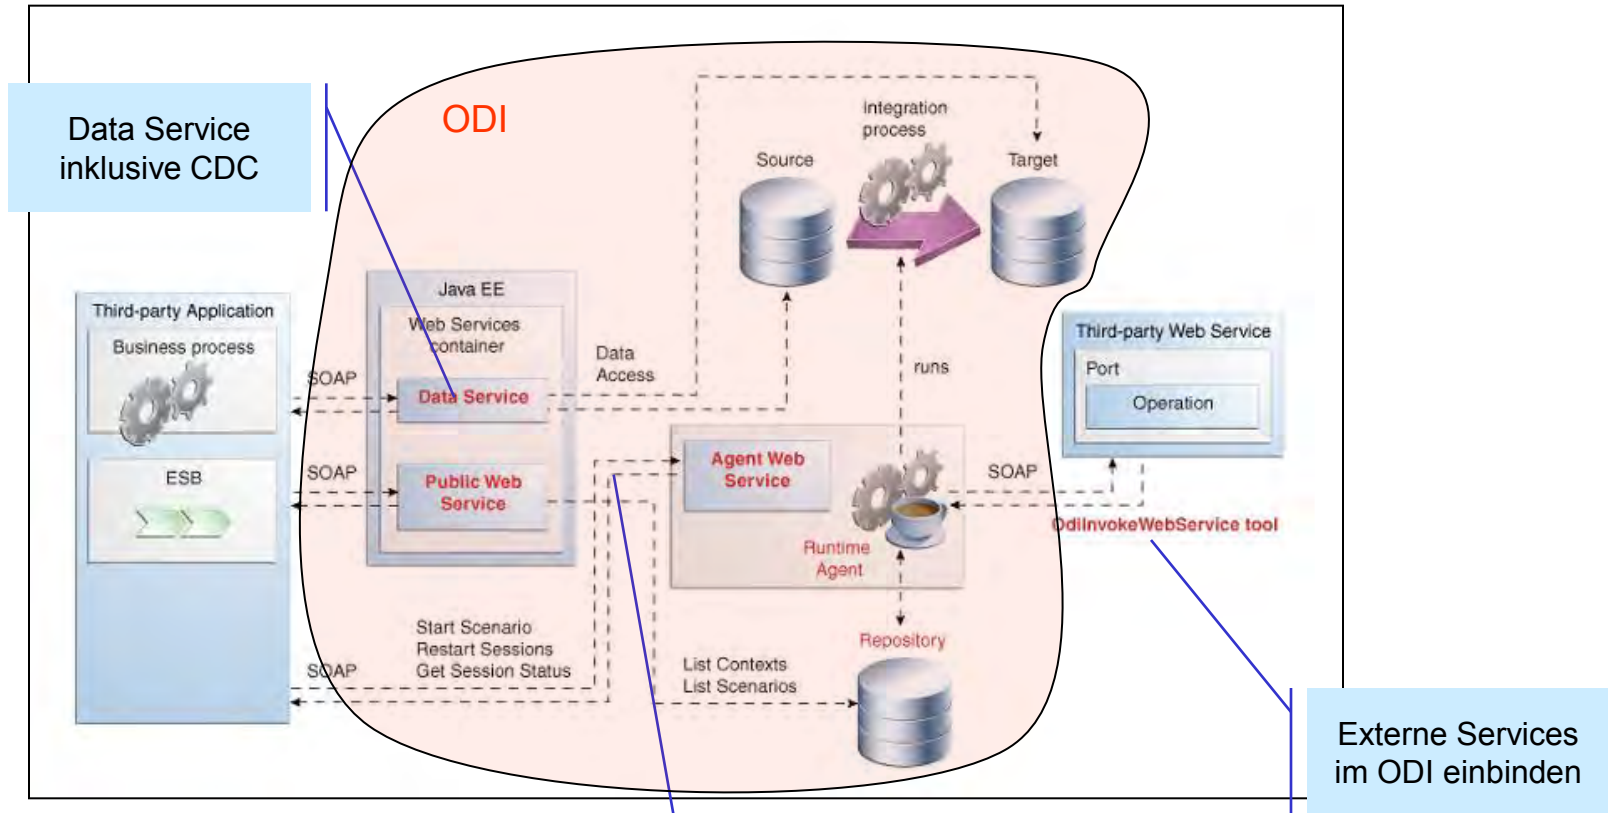 ODI
Data Service
inklusive CDC
Integration
process
Source
Target
Java EE
Web Services
container
Third-party Application
Business process
SOAP
Data Service
Data
Access
runs
Third-party Web Service
Port
Operation
ESB
SOAP
Public Web
Service
Agent Web
Service
SOAP
OdiInvokeWebService tool
Runtime
Agent
Start Scenario
Restart Sessions
Get Session Status
SOAP
Repository
List Contexts
List Scenarios
Externe Services
im ODI einbinden